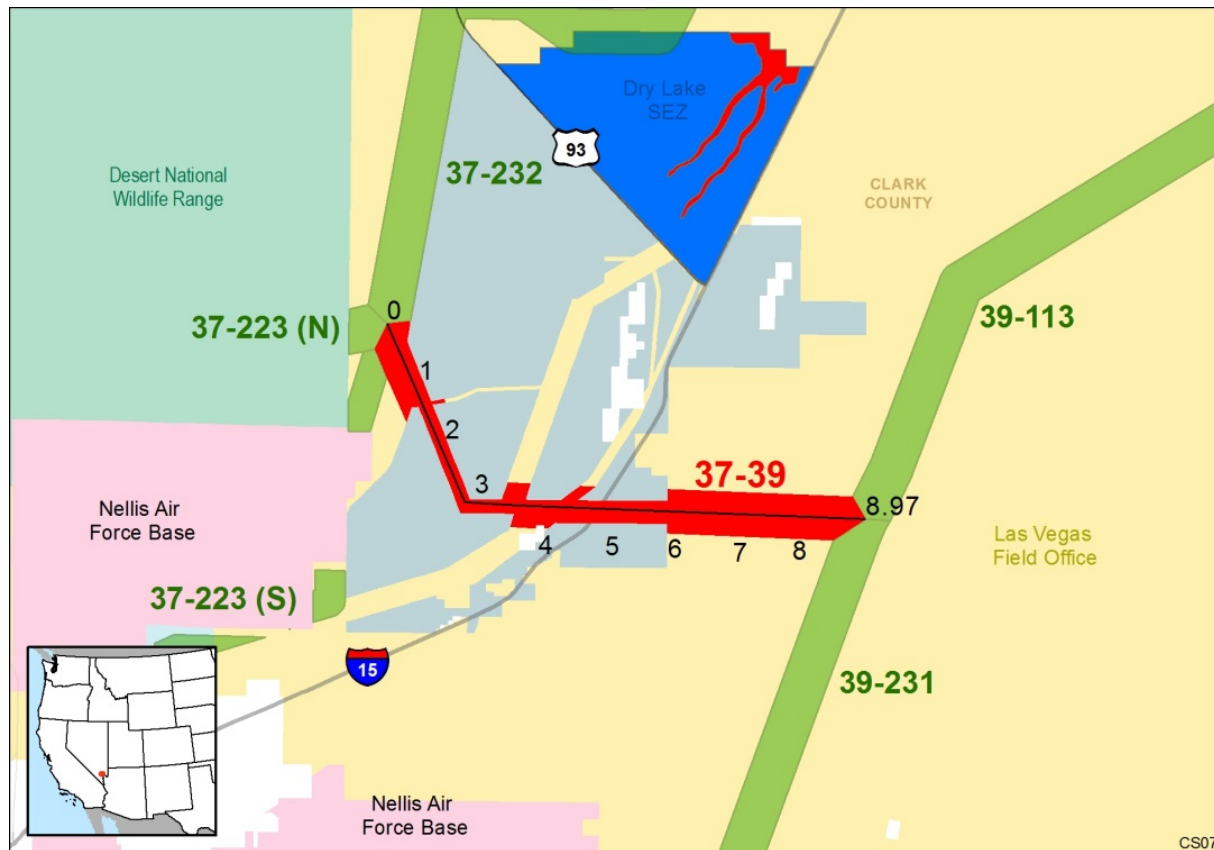 Dry Lake
SEZ
93
37-232
Desert National
Wildlife Range
CLARK
COUNTY
37-223 (N)
0
39-113
1
2
37-39
3
8.97
Nellis Air
Force Base
4
5
6
7
8
Las Vegas
Field Office
37-223 (S)
15
39-231
Nellis Air
Force Base
CS07